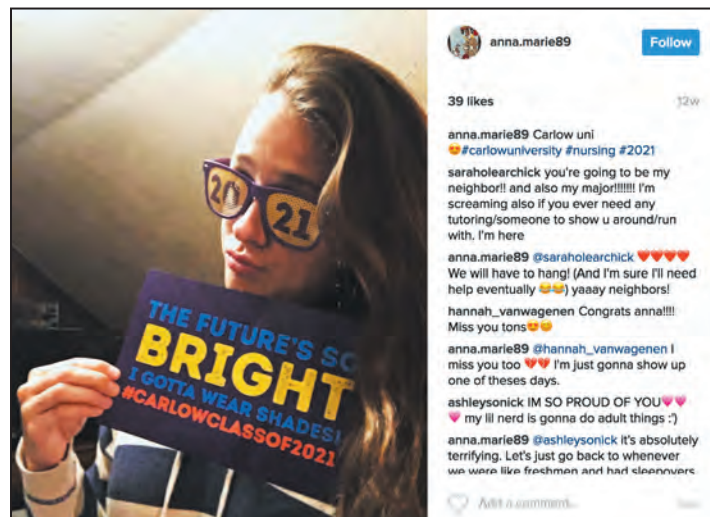 20 21
THE FUTURE'S SO
BRIGHT
I GOTTA WEAR SHADES!
#CARLOWCLASSOF2021
anna.marie89
Follow
39 likes
12w
anna.marie89 Carlow uni
😍#carlowuniversity #nursing #2021
saraholearchick you're going to be my
neighbor!! and also my major!!!!!!! I'm
screaming also if you ever need any
tutoring/someone to show u around/run
with. I'm here
anna.marie89 @saraholearchick ❤️❤️❤️❤️
We will have to hang! (And I'm sure I'll need
help eventually 😂😂) yaaay neighbors!
hannah_vanwagenen Congrats anna!!!!
Miss you tons😍😊
anna.marie89 @hannah_vanwagenen I
miss you too 💔💔 I'm just gonna show up
one of theses days.
ashleysonick IM SO PROUD OF YOU💗💗
💗 my lil nerd is gonna do adult things :')
anna.marie89 @ashleysonick it's absolutely
terrifying. Let's just go back to whenever
we were like freshmen and had sleepovers
Add a comment...